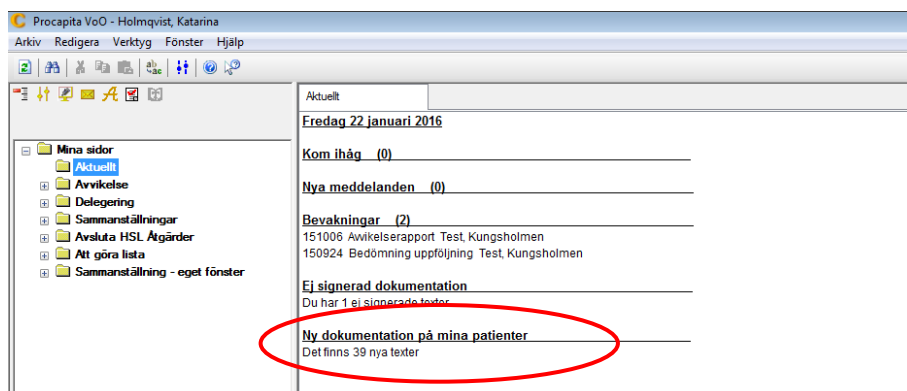 Procapita VoO - Holmqvist, Katarina
Arkiv Redigera Verktyg Fönster Hjälp
Mina sidor
Aktuellt
Avvikelse
Delegering
Sammanställningar
Avsluta HSL Åtgärder
Att göra lista
Sammanställning - eget fönster
Aktuellt
Fredag 22 januari 2016
Kom ihåg (0)
Nya meddelanden (0)
Bevakningar (2)
151006 Avvikelserapport Test, Kungsholmen
150924 Bedömning uppföljning Test, Kungsholmen
Ej signerad dokumentation
Du har 1 ej signerade texter
Ny dokumentation på mina patienter
Det finns 39 nya texter